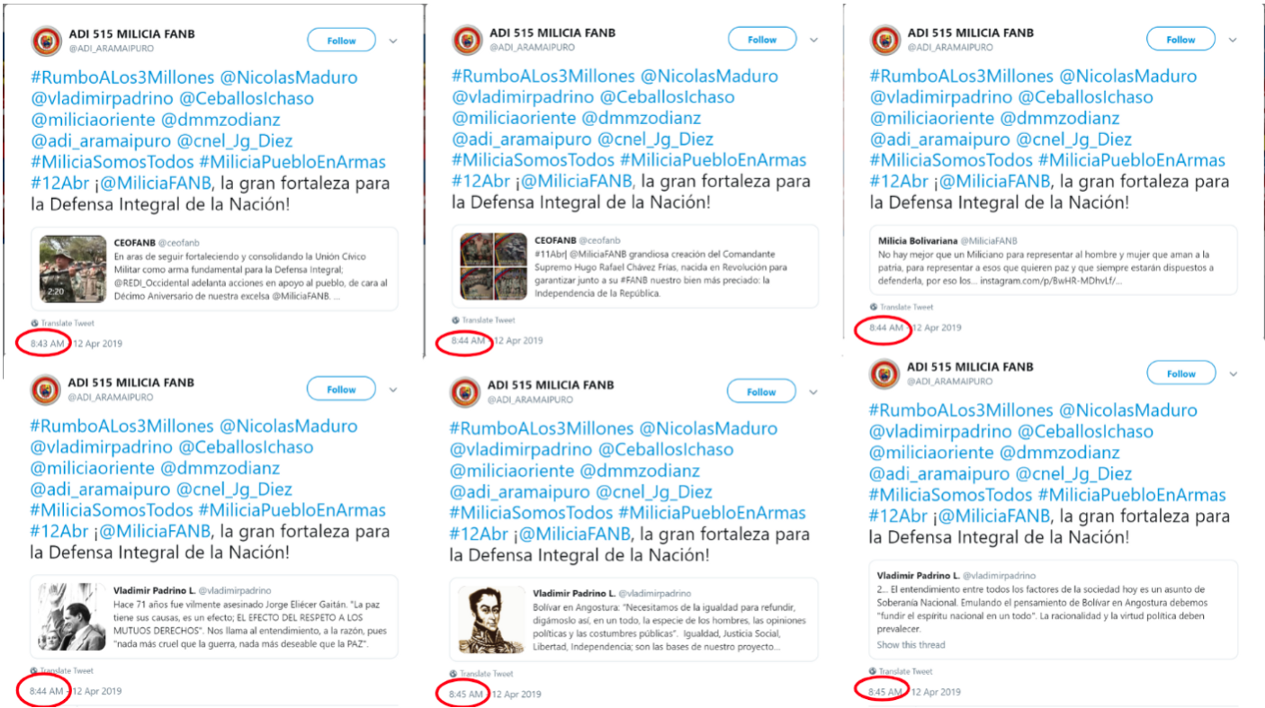 ADI 515 MILICIA FANB
@ADI_ARAMAIPURO
Follow
#RumboALos3Millones @NicolasMaduro
@vladimirpadrino @CeballosIchaso
@miliciaoriente @dmmzodianz
@adi_aramaipuro @cnel_Jg_Diez
#MiliciaSomosTodos #MiliciaPuebloEnArmas
#12Abr ¡@MiliciaFANB, la gran fortaleza para
la Defensa Integral de la Nación!
CEOFANB @ceofanb
En aras de seguir fortaleciendo y consolidando la Unión Cívico
Militar como arma fundamental para la Defensa Integral;
@REDI_Occidental adelanta acciones en apoyo al pueblo, de cara al
Décimo Aniversario de nuestra excelsa @MiliciaFANB. ...
2:20
Translate Tweet
8:43 AM - 12 Apr 2019
ADI 515 MILICIA FANB
@ADI_ARAMAIPURO
Follow
#RumboALos3Millones @NicolasMaduro
@vladimirpadrino @CeballosIchaso
@miliciaoriente @dmmzodianz
@adi_aramaipuro @cnel_Jg_Diez
#MiliciaSomosTodos #MiliciaPuebloEnArmas
#12Abr ¡@MiliciaFANB, la gran fortaleza para
la Defensa Integral de la Nación!
CEOFANB @ceofanb
#11Abr| @MiliciaFANB grandiosa creación del Comandante
Supremo Hugo Rafael Chávez Frías, nacida en Revolución para
garantizar junto a su #FANB nuestro bien más preciado: la
Independencia de la República.
Translate Tweet
8:44 AM - 12 Apr 2019
ADI 515 MILICIA FANB
@ADI_ARAMAIPURO
Follow
#RumboALos3Millones @NicolasMaduro
@vladimirpadrino @CeballosIchaso
@miliciaoriente @dmmzodianz
@adi_aramaipuro @cnel_Jg_Diez
#MiliciaSomosTodos #MiliciaPuebloEnArmas
#12Abr ¡@MiliciaFANB, la gran fortaleza para
la Defensa Integral de la Nación!
Milicia Bolivariana @MiliciaFANB
No hay mejor que un Miliciano para representar al hombre y mujer que aman a la
patria, para representar a esos que quieren paz y que siempre estarán dispuestos a
defenderla, por eso los... instagram.com/p/BwHR-MDhvLf/...
Translate Tweet
8:44 AM - 12 Apr 2019
ADI 515 MILICIA FANB
@ADI_ARAMAIPURO
Follow
#RumboALos3Millones @NicolasMaduro
@vladimirpadrino @CeballosIchaso
@miliciaoriente @dmmzodianz
@adi_aramaipuro @cnel_Jg_Diez
#MiliciaSomosTodos #MiliciaPuebloEnArmas
#12Abr ¡@MiliciaFANB, la gran fortaleza para
la Defensa Integral de la Nación!
Vladimir Padrino L. @vladimirpadrino
Hace 71 años fue vilmente asesinado Jorge Eliécer Gaitán. "La paz
tiene sus causas, es un efecto; EL EFECTO DEL RESPETO A LOS
MUTUOS DERECHOS". Nos llama al entendimiento, a la razón, pues
"nada más cruel que la guerra, nada más deseable que la PAZ".
Translate Tweet
8:44 AM - 12 Apr 2019
ADI 515 MILICIA FANB
@ADI_ARAMAIPURO
Follow
#RumboALos3Millones @NicolasMaduro
@vladimirpadrino @CeballosIchaso
@miliciaoriente @dmmzodianz
@adi_aramaipuro @cnel_Jg_Diez
#MiliciaSomosTodos #MiliciaPuebloEnArmas
#12Abr ¡@MiliciaFANB, la gran fortaleza para
la Defensa Integral de la Nación!
Vladimir Padrino L. @vladimirpadrino
Bolívar en Angostura: "Necesitamos de la igualdad para refundir,
digámoslo así, en un todo, la especie de los hombres, las opiniones
políticas y las costumbres públicas". Igualdad, Justicia Social,
Libertad, Independencia; son las bases de nuestro proyecto...
Translate Tweet
8:45 AM - 12 Apr 2019
ADI 515 MILICIA FANB
@ADI_ARAMAIPURO
Follow
#RumboALos3Millones @NicolasMaduro
@vladimirpadrino @CeballosIchaso
@miliciaoriente @dmmzodianz
@adi_aramaipuro @cnel_Jg_Diez
#MiliciaSomosTodos #MiliciaPuebloEnArmas
#12Abr ¡@MiliciaFANB, la gran fortaleza para
la Defensa Integral de la Nación!
Vladimir Padrino L. @vladimirpadrino
2... El entendimiento entre todos los factores de la sociedad hoy es un asunto de
Soberanía Nacional. Emulando el pensamiento de Bolívar en Angostura debemos
"fundir el espíritu nacional en un todo". La racionalidad y la virtud política deben
prevalecer.
Show this thread
Translate Tweet
8:45 AM - 12 Apr 2019